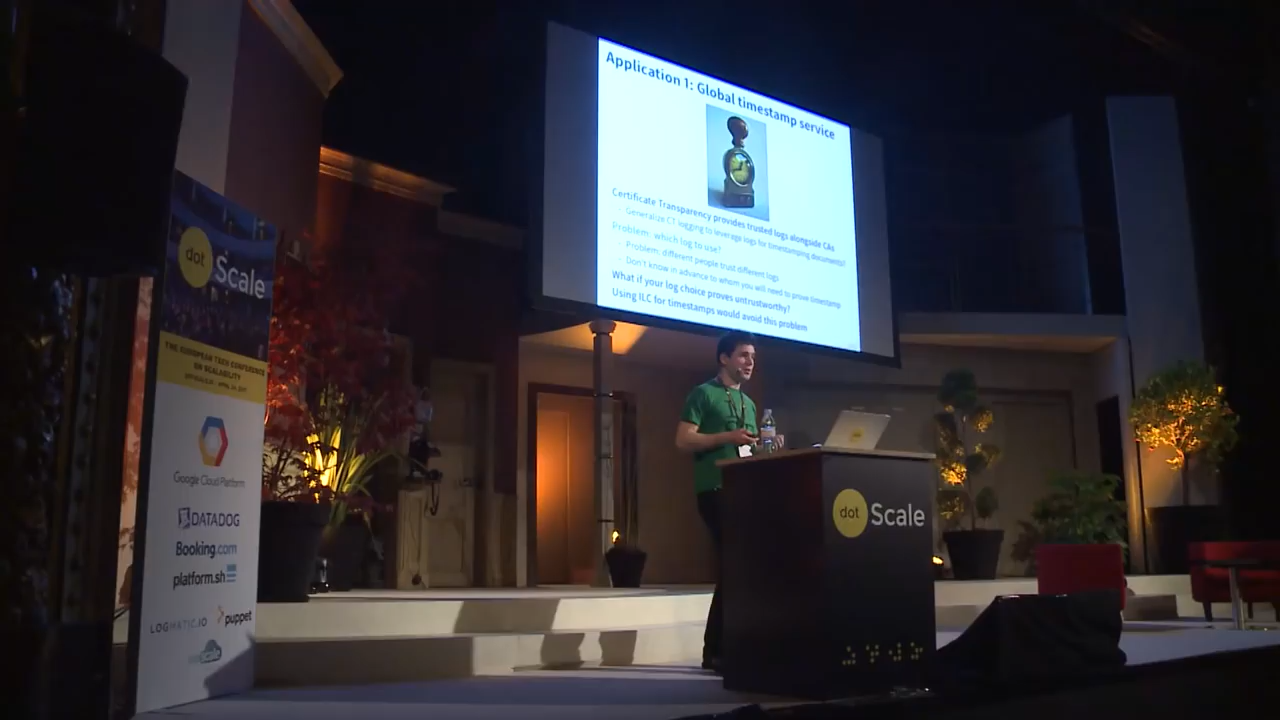 Application 1: Global timestamp service
Certificate Transparency provides trusted logs alongside CAs
- Generalize CT logging to leverage logs for timestamping documents?
Problem: which log to use?
- Problem: different people trust different logs
- Don't know in advance to whom you will need to prove timestamp
What if your log choice proves untrustworthy?
Using ILC for timestamps would avoid this problem
dot Scale
THE EUROPEAN TECH CONFERENCE
ON SCALABILITY
Google Cloud Platform
DATADOG
Booking.com
platform.sh
LOGMATIC.IO
puppet
dot Scale